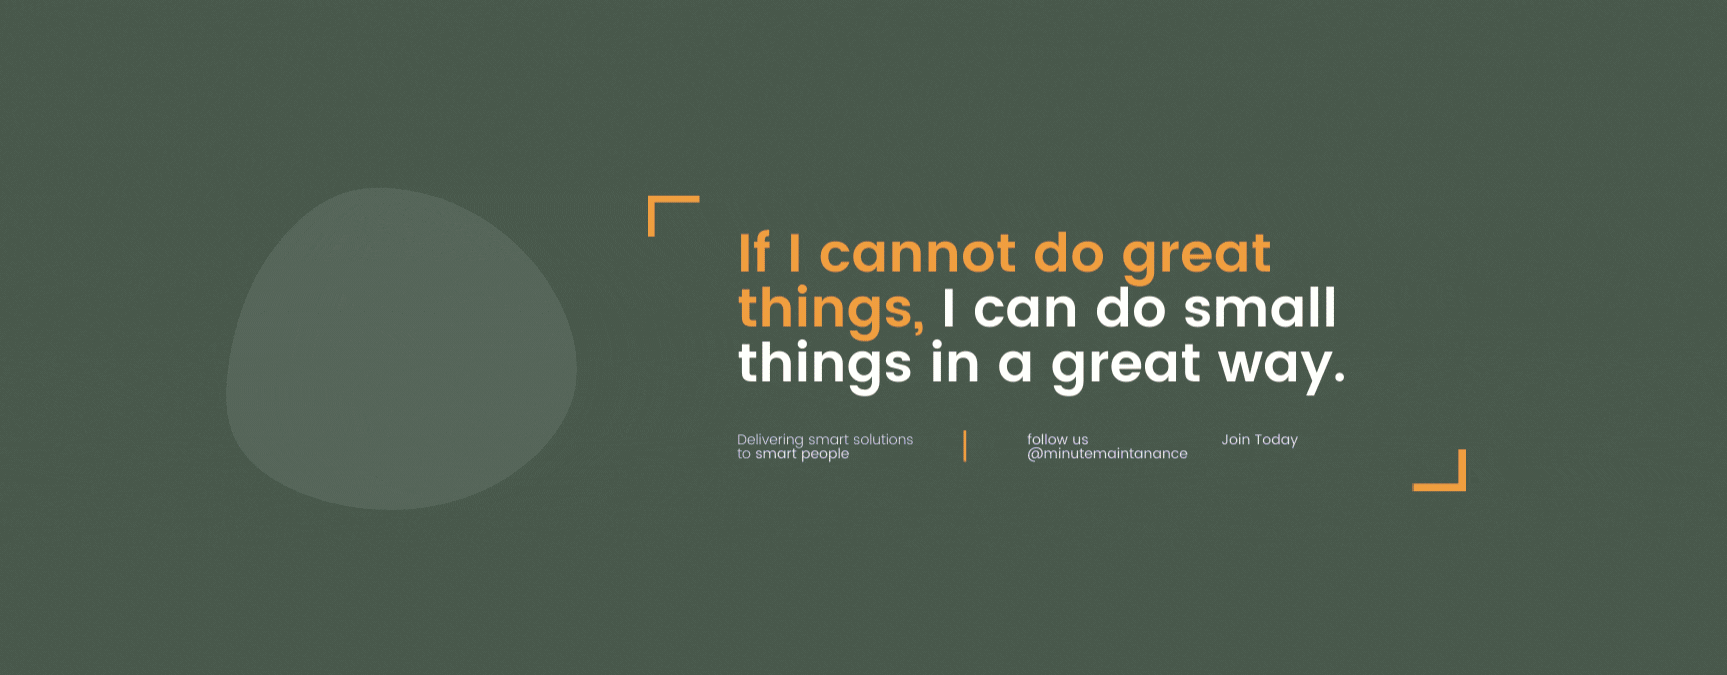 If I cannot do great
things, I can do small
things in a great way.
Delivering smart solutions
to smart people
follow us
@minutemaintanance
Join Today